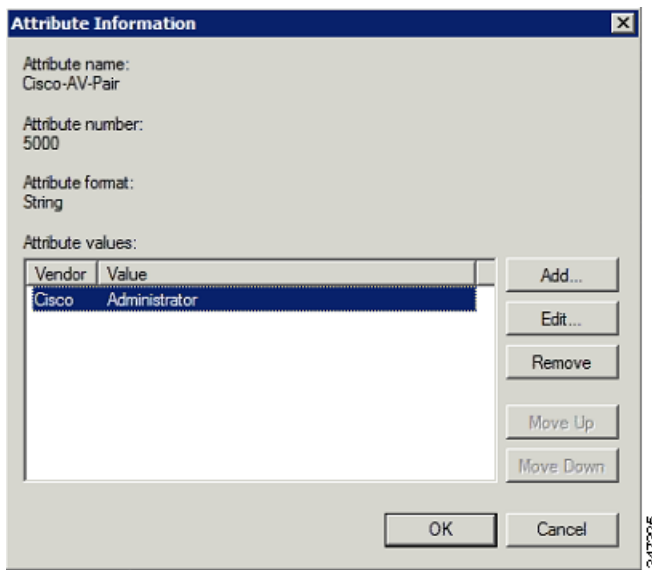 Attribute Information
Attribute name:
Cisco-AV-Pair
Attribute number:
5000
Attribute format:
String
Attribute values:
Vendor Value
Cisco Administrator
Add...
Edit...
Remove
Move Up
Move Down
OK Cancel